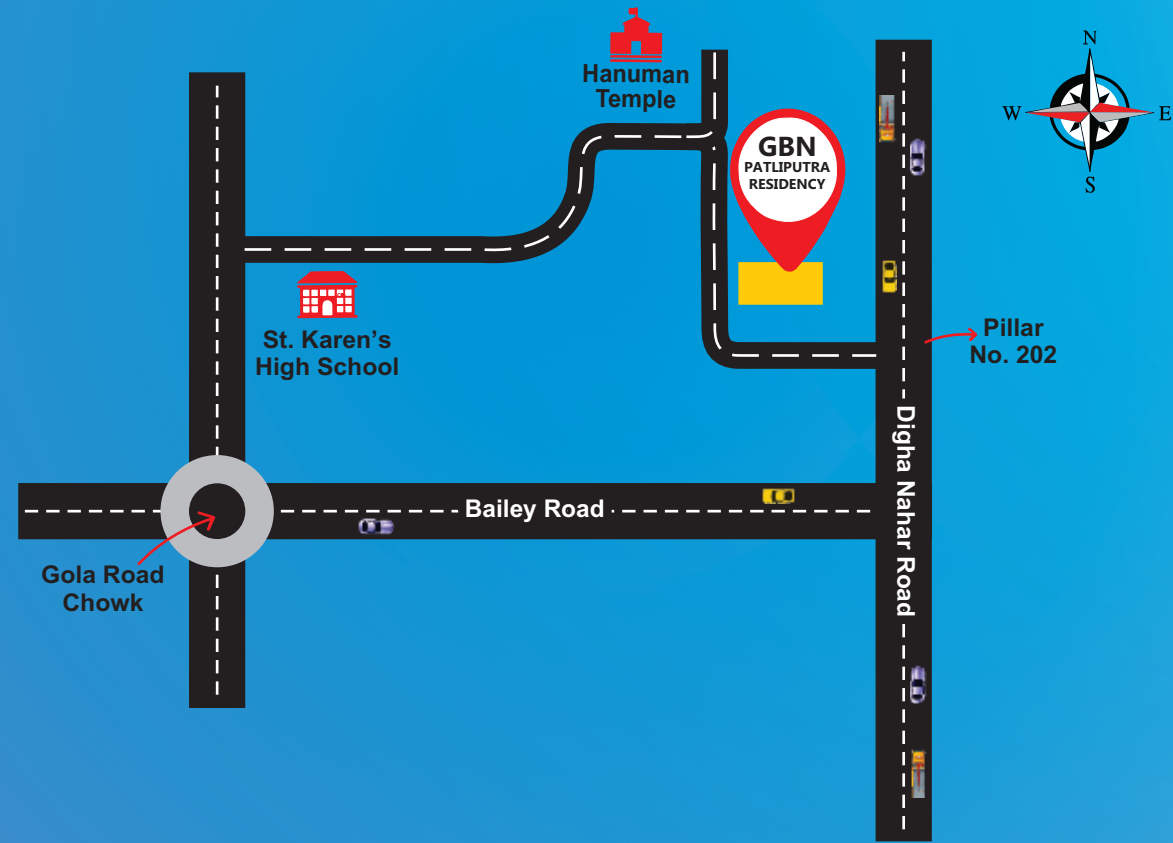 Hanuman
Temple
N
W
E
S
GBN
PATLIPUTRA
RESIDENCY
St. Karen’s
High School
Pillar
No. 202
Digha Nahar Road
Bailey Road
Gola Road
Chowk